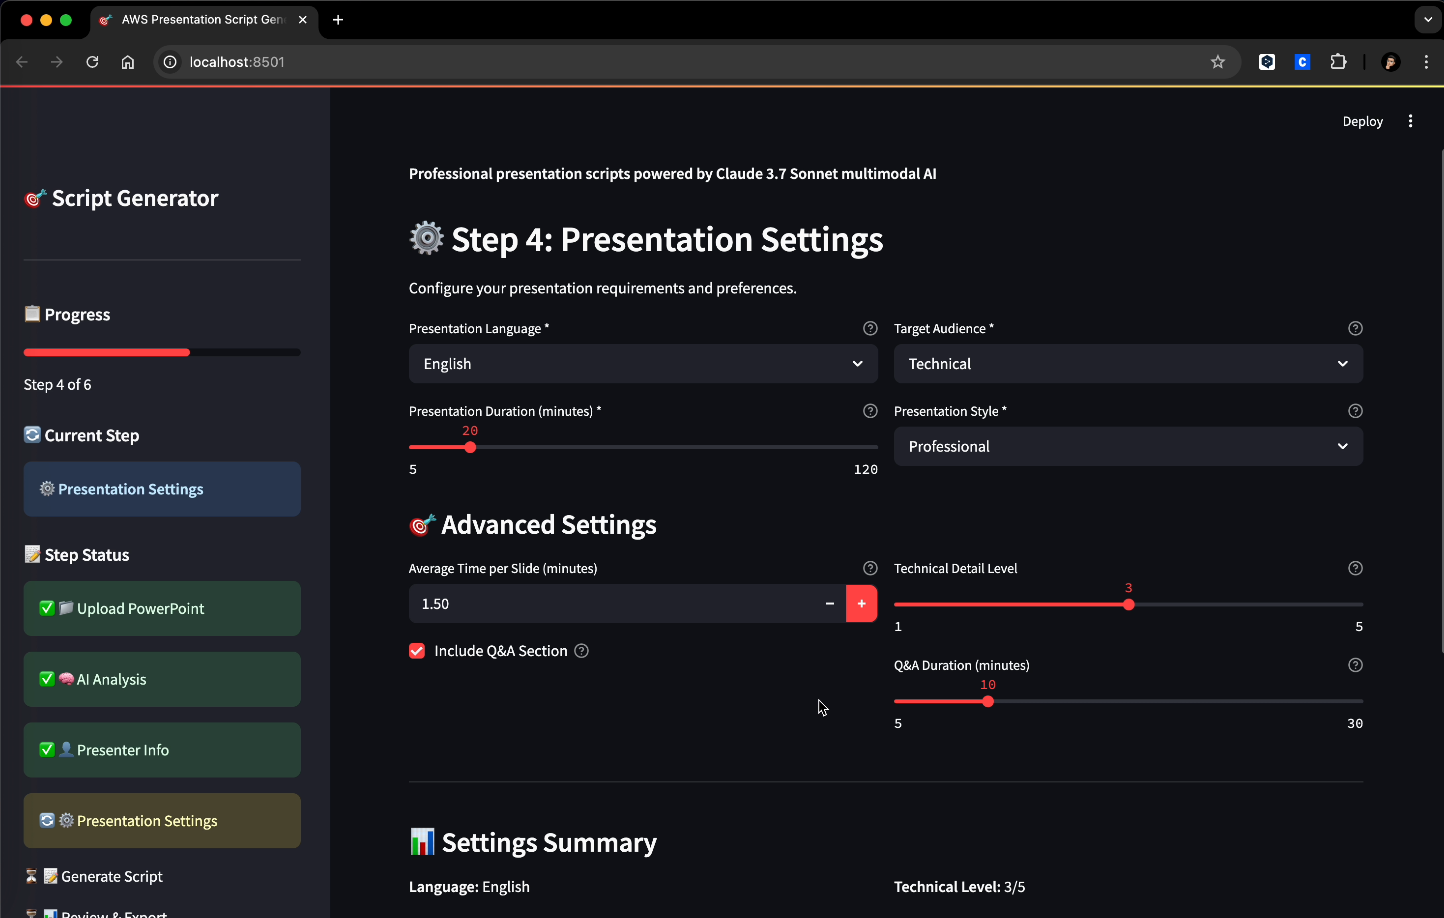 AWS Presentation Script Gen
localhost:8501
Deploy
Script Generator
Progress
Step 4 of 6
Current Step
Presentation Settings
Step Status
Upload PowerPoint
AI Analysis
Presenter Info
Presentation Settings
Generate Script
Review & Export
Professional presentation scripts powered by Claude 3.7 Sonnet multimodal AI
Step 4: Presentation Settings
Configure your presentation requirements and preferences.
Presentation Language *
English
Target Audience *
Technical
Presentation Duration (minutes) *
20
5 120
Presentation Style *
Professional
Advanced Settings
Average Time per Slide (minutes)
1.50
Include Q&A Section
Technical Detail Level
3
1 5
Q&A Duration (minutes)
10
5 30
Settings Summary
Language: English
Technical Level: 3/5